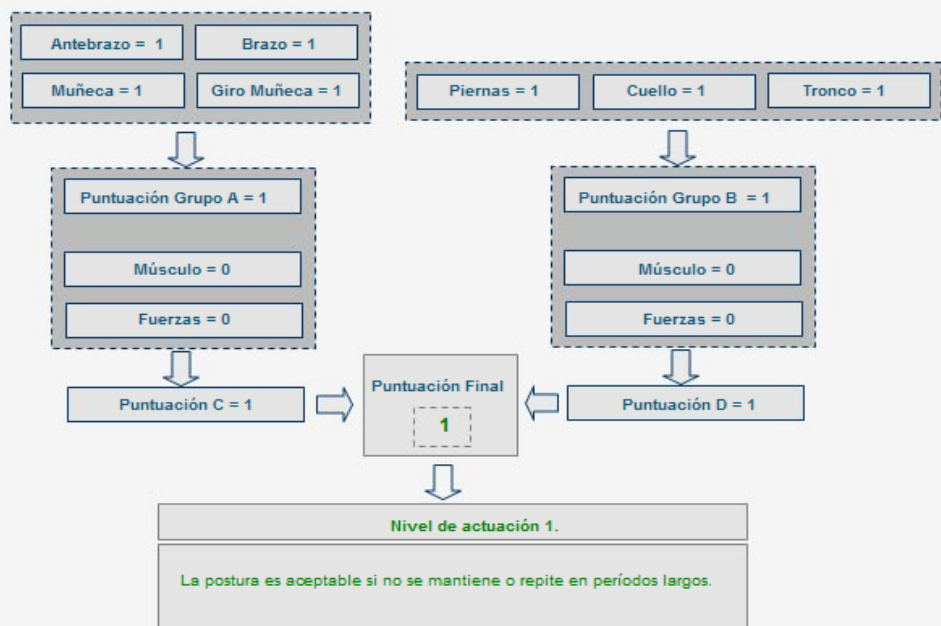 Antebrazo = 1
Brazo = 1
Muñeca = 1
Giro Muñeca = 1
Piernas = 1
Cuello = 1
Tronco = 1
Puntuación Grupo A = 1
Músculo = 0
Fuerzas = 0
Puntuación Grupo B = 1
Músculo = 0
Fuerzas = 0
Puntuación C = 1
Puntuación Final
1
Puntuación D = 1
Nivel de actuación 1.
La postura es aceptable si no se mantiene o repite en períodos largos.